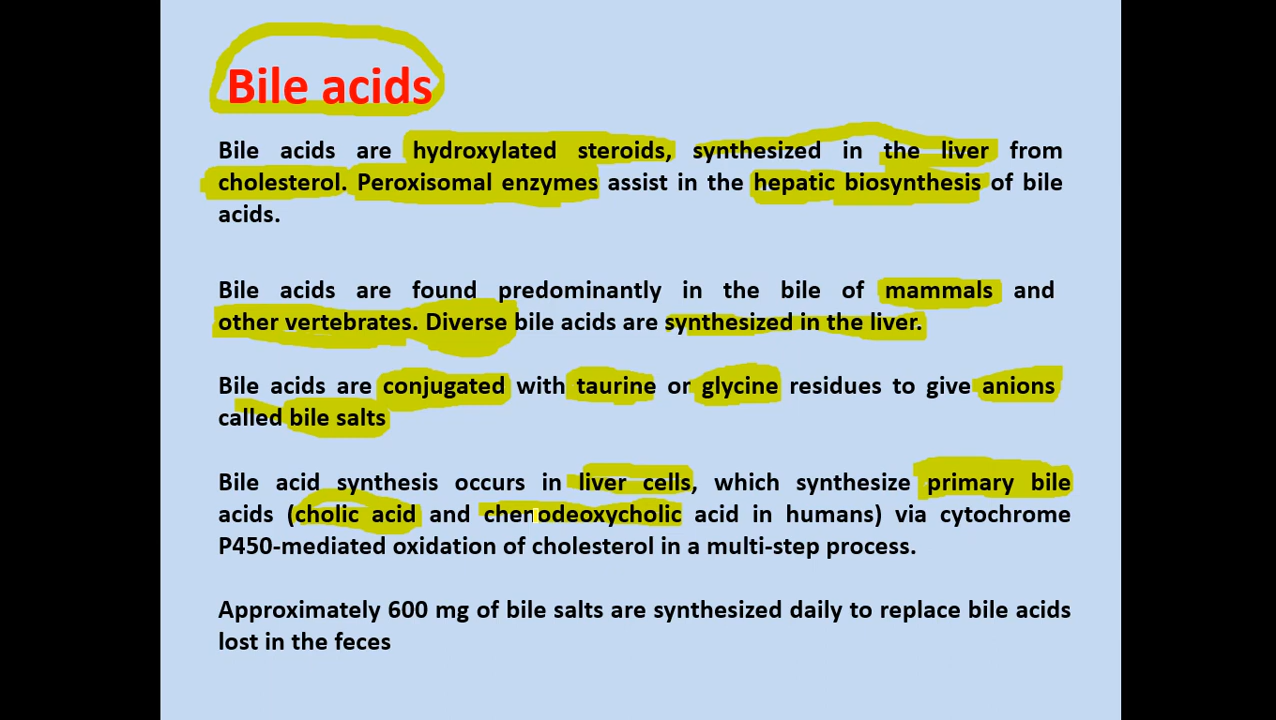 Bile acids
Bile acids are hydroxylated steroids, synthesized in the liver from
cholesterol. Peroxisomal enzymes assist in the hepatic biosynthesis of bile
acids.
Bile acids are found predominantly in the bile of mammals and
other vertebrates. Diverse bile acids are synthesized in the liver.
Bile acids are conjugated with taurine or glycine residues to give anions
called bile salts
Bile acid synthesis occurs in liver cells, which synthesize primary bile
acids (cholic acid and chenodeoxycholic acid in humans) via cytochrome
P450-mediated oxidation of cholesterol in a multi-step process.
Approximately 600 mg of bile salts are synthesized daily to replace bile acids
lost in the feces